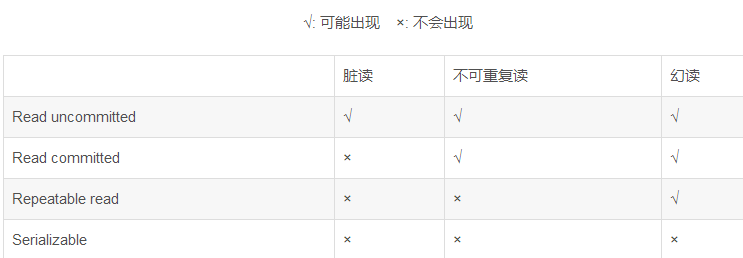 √: 可能出现 ×: 不会出现
脏读 不可重复读 幻读
Read uncommitted √ √ √
Read committed × √ √
Repeatable read × × √
Serializable × × ×